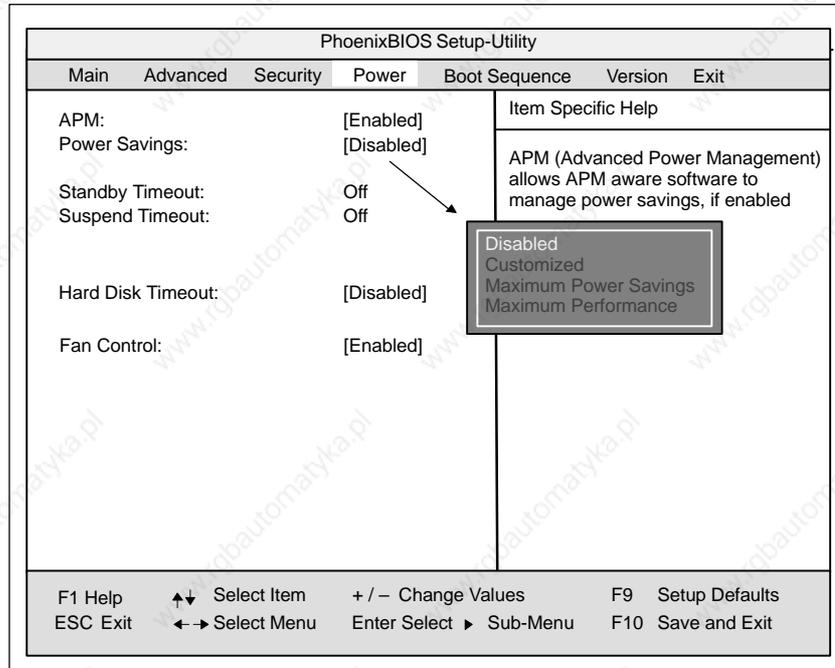 PhoenixBIOS Setup-Utility
Main Advanced Security Power Boot Sequence Version Exit
APM: [Enabled]
Power Savings: [Disabled]
Standby Timeout: Off
Suspend Timeout: Off
Hard Disk Timeout: [Disabled]
Fan Control: [Enabled]
Item Specific Help
APM (Advanced Power Management)
allows APM aware software to
manage power savings, if enabled
Disabled
Customized
Maximum Power Savings
Maximum Performance
F1 Help Select Item + / – Change Values F9 Setup Defaults
ESC Exit Select Menu Enter Select Sub-Menu F10 Save and Exit
www.rgbautomatyka.pl